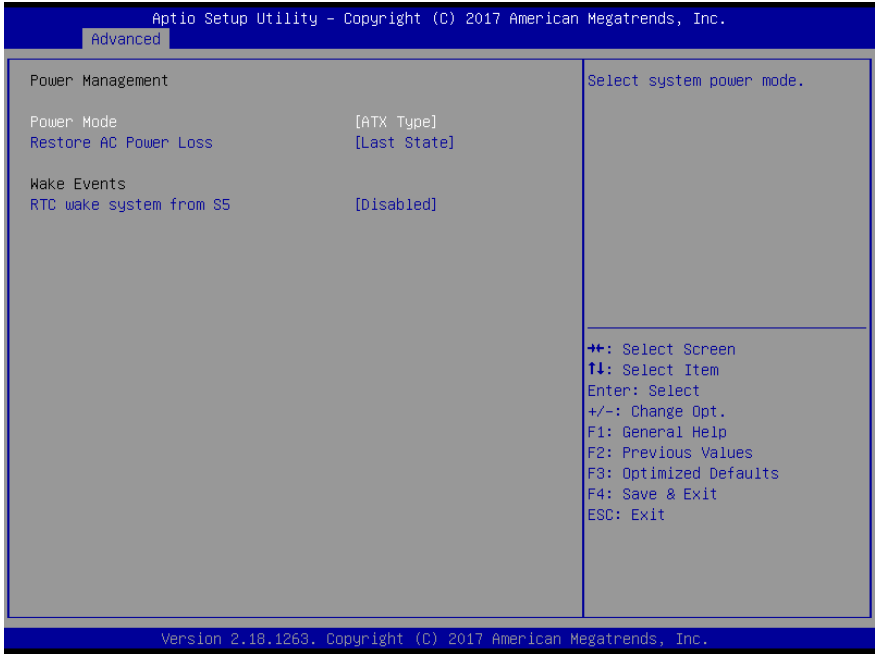 Aptio Setup Utility – Copyright (C) 2017 American Megatrends, Inc.
Advanced
Power Management
Power Mode [ATX Type]
Restore AC Power Loss [Last State]
Wake Events
RTC wake system from S5 [Disabled]
Select system power mode.
→←: Select Screen
↑↓: Select Item
Enter: Select
+/-: Change Opt.
F1: General Help
F2: Previous Values
F3: Optimized Defaults
F4: Save & Exit
ESC: Exit
Version 2.18.1263. Copyright (C) 2017 American Megatrends, Inc.